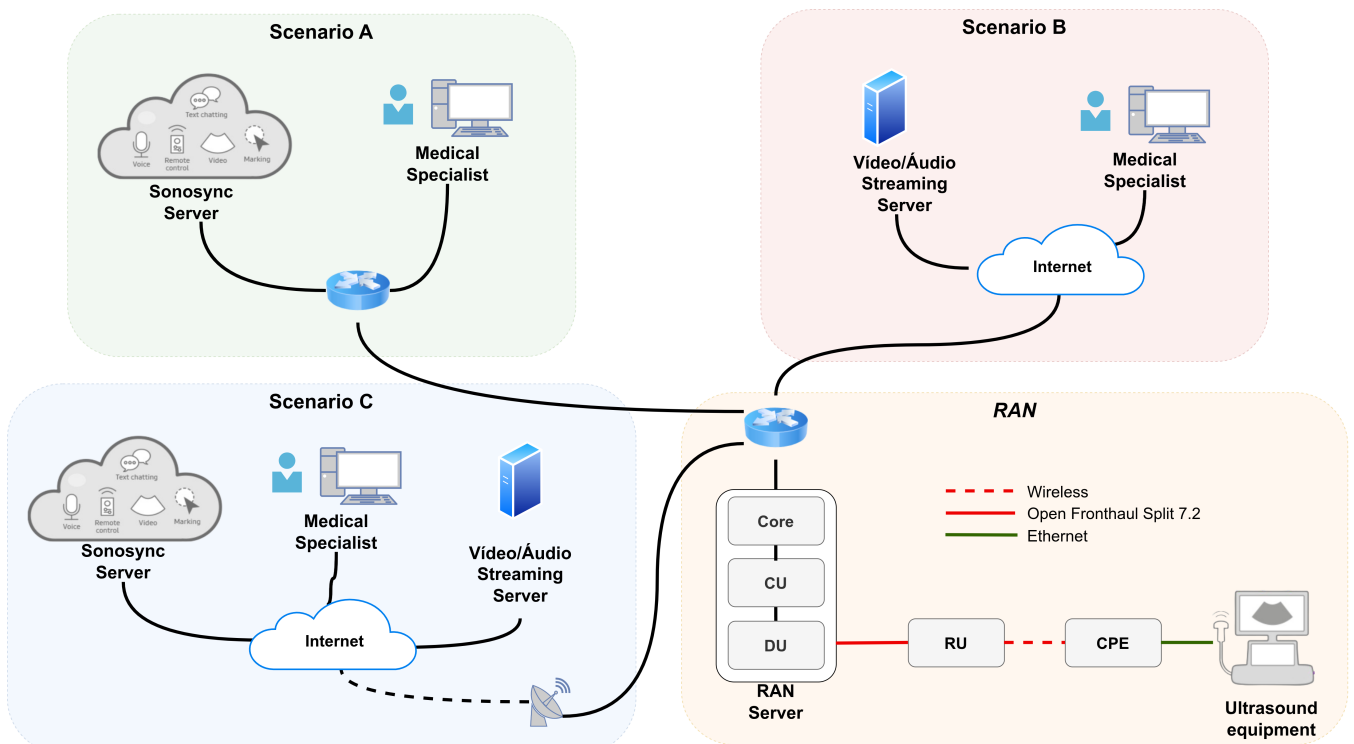 Scenario A
Text chatting
Voice
Remote
control
Video
Marking
Sonosync
Server
Medical
Specialist
Scenario B
Vídeo/Áudio
Streaming
Server
Medical
Specialist
Internet
Scenario C
Text chatting
Voice
Remote
control
Video
Marking
Sonosync
Server
Medical
Specialist
Vídeo/Áudio
Streaming
Server
Internet
RAN
Wireless
Open Fronthaul Split 7.2
Ethernet
Core
CU
DU
RAN
Server
RU
CPE
Ultrasound
equipment